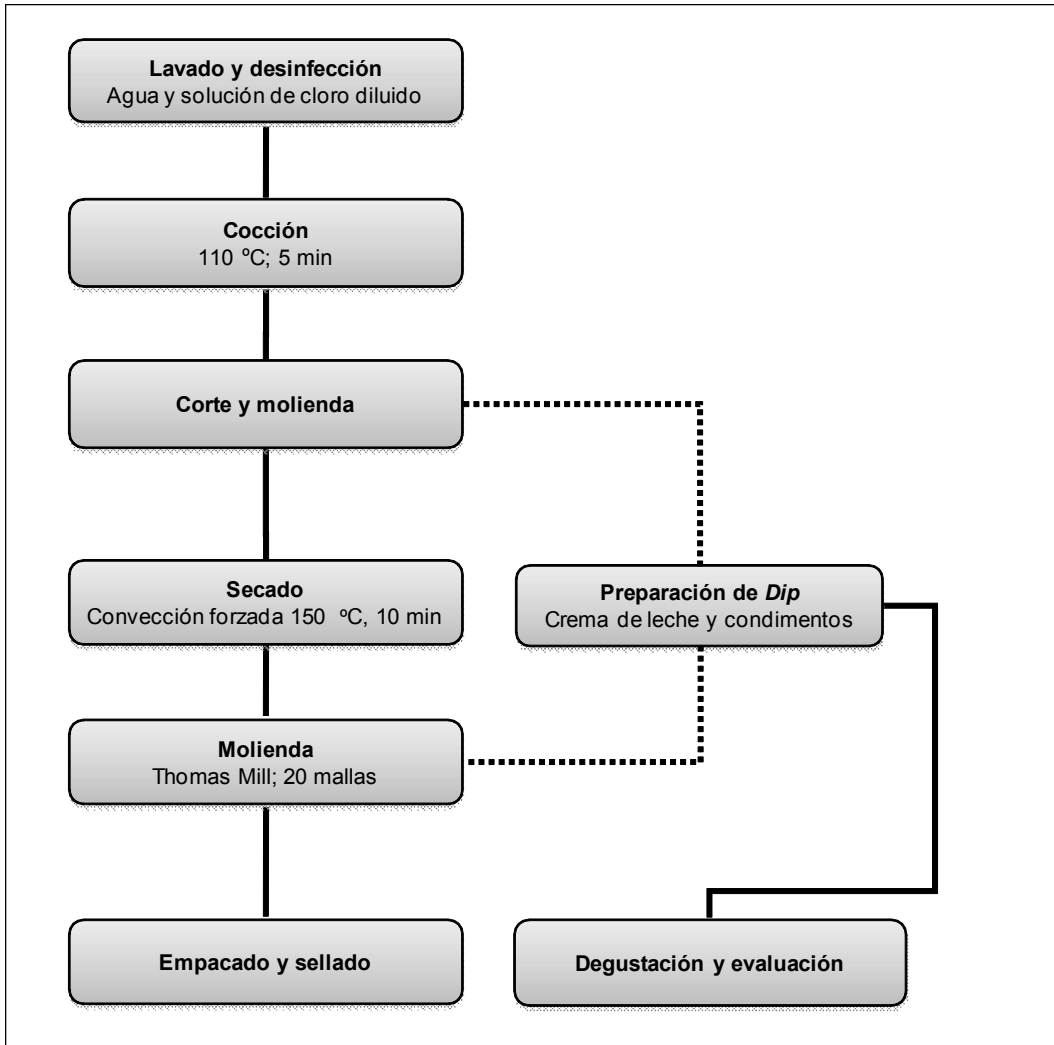 Lavado y desinfección
Agua y solución de cloro diluido
Cocción
110 ºC; 5 min
Corte y molienda
Secado
Convección forzada 150 ºC, 10 min
Preparación de Dip
Crema de leche y condimentos
Molienda
Thomas Mill; 20 mallas
Empacado y sellado
Degustación y evaluación